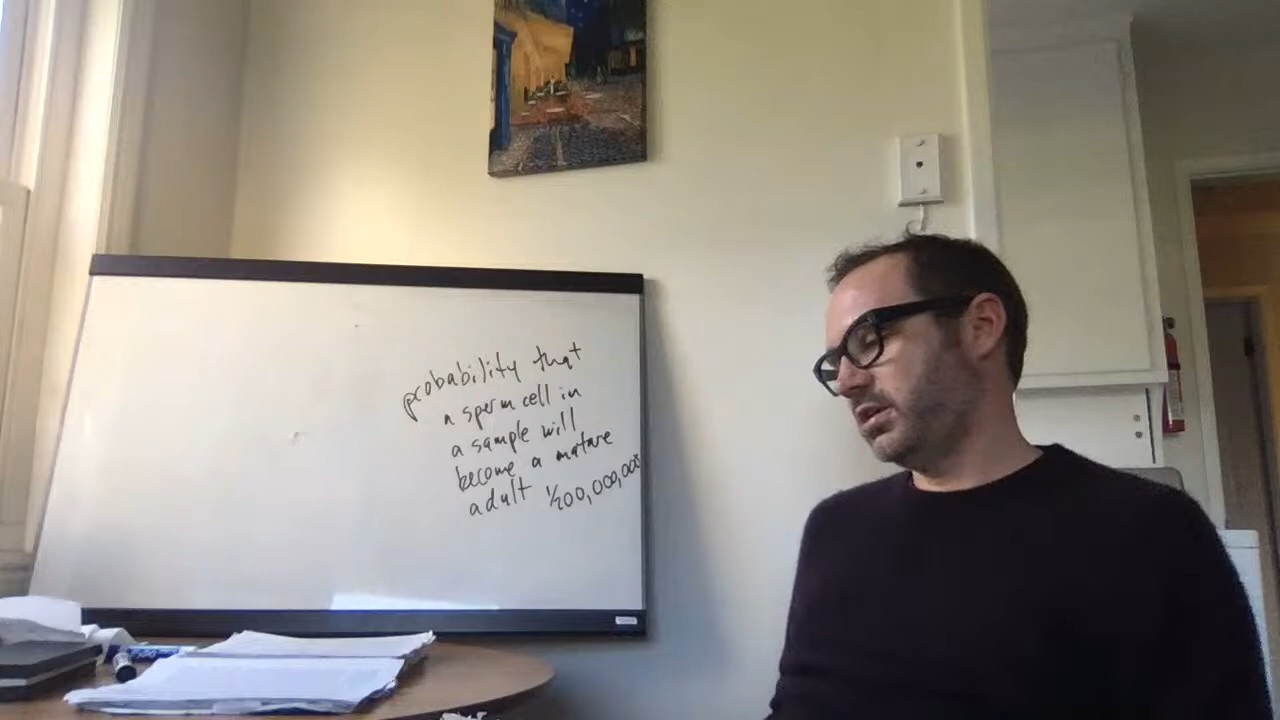 probability that
a sperm cell in
a sample will
become a mature
adult 1/200,000,000